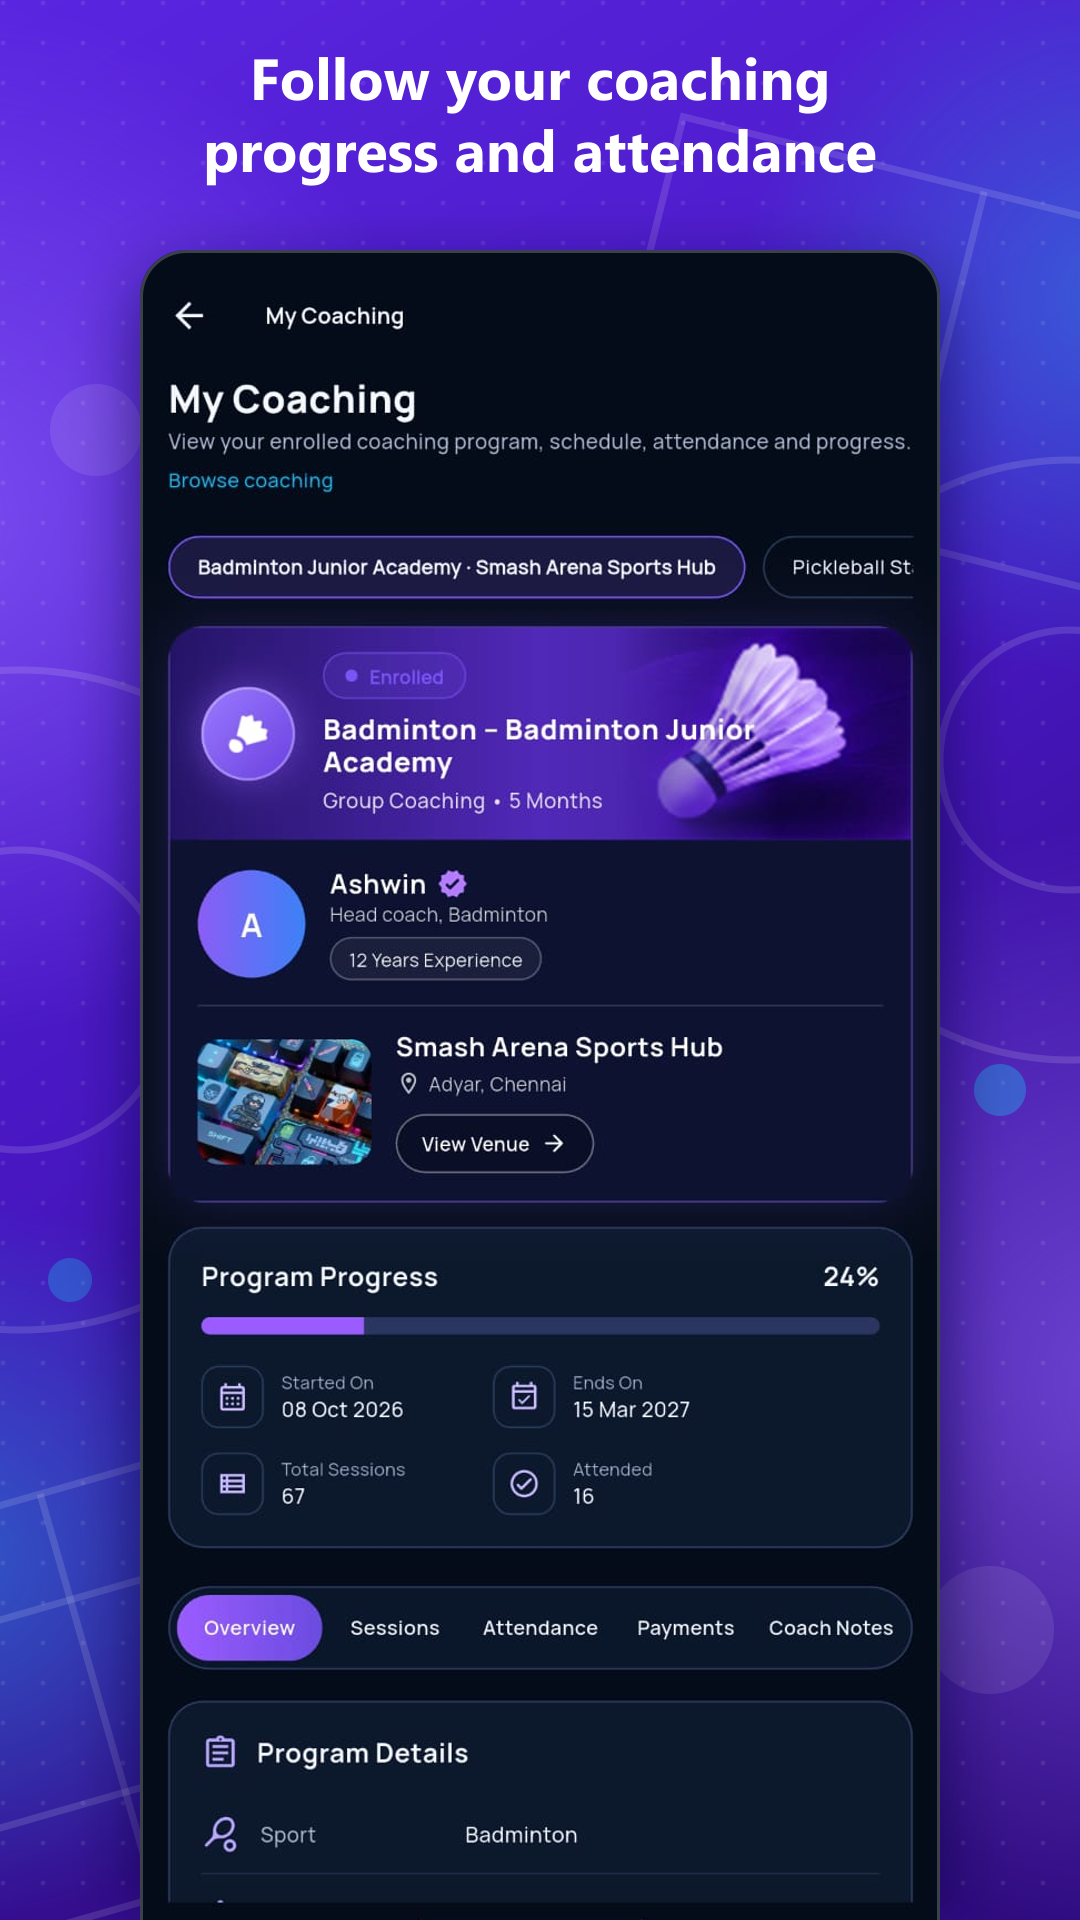 Follow your coaching
progress and attendance
My Coaching
My Coaching
View your enrolled coaching program, schedule, attendance and progress.
Browse coaching
Badminton Junior Academy · Smash Arena Sports Hub
Pickleball
Enrolled
Badminton – Badminton Junior
Academy
Group Coaching • 5 Months
A
Ashwin
Head coach, Badminton
12 Years Experience
Smash Arena Sports Hub
Adyar, Chennai
SHIFT
View Venue
Program Progress
24%
Started On
08 Oct 2026
Ends On
15 Mar 2027
Total Sessions
67
Attended
16
Overview
Sessions
Attendance
Payments
Coach Notes
Program Details
Sport
Badminton